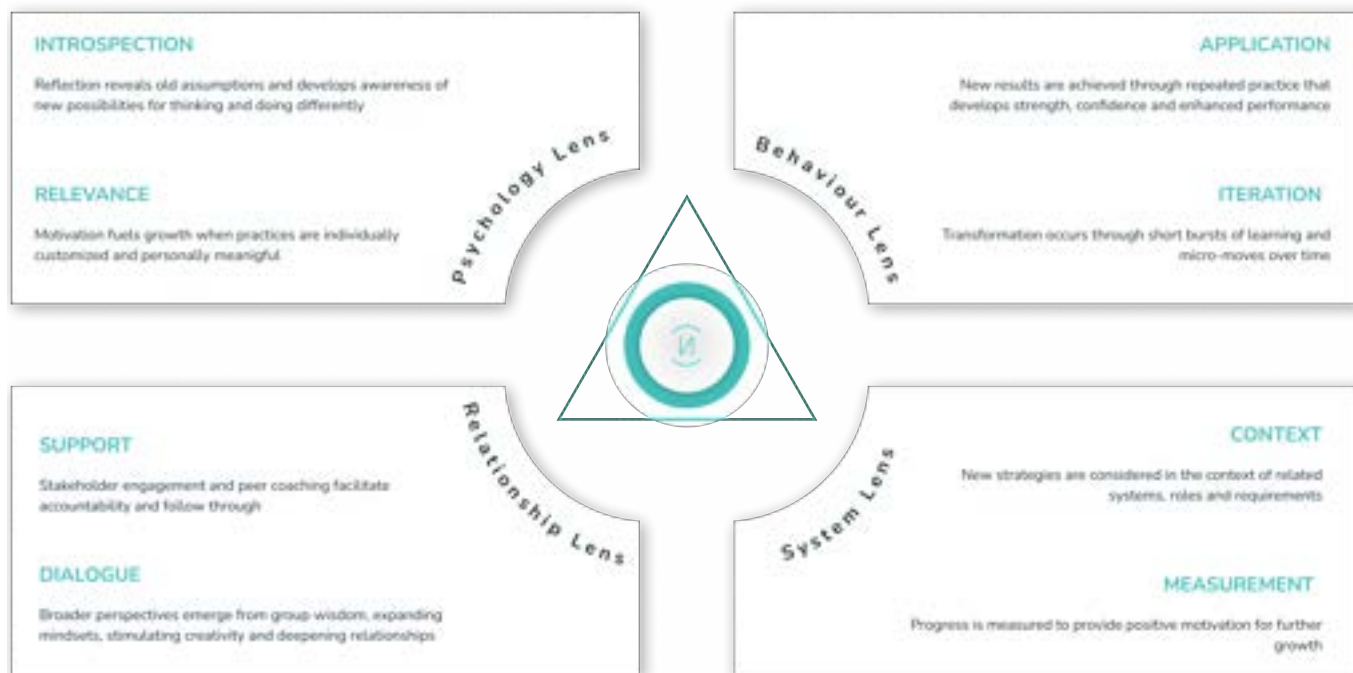 INTROSPECTION
Reflection reveals old assumptions and develops awareness of
new possibilities for thinking and doing differently
RELEVANCE
Motivation fuels growth when practices are individually
customized and personally meanigful
Psychology Lens
APPLICATION
New results are achieved through repeated practice that
develops strength, confidence and enhanced performance
ITERATION
Transformation occurs through short bursts of learning and
micro-moves over time
Behaviour Lens
SUPPORT
Stakeholder engagement and peer coaching facilitate
accountability and follow through
DIALOGUE
Broader perspectives emerge from group wisdom, expanding
mindsets, stimulating creativity and deepening relationships
Relationship Lens
CONTEXT
New strategies are considered in the context of related
systems, roles and requirements
MEASUREMENT
Progress is measured to provide positive motivation for further
growth
System Lens